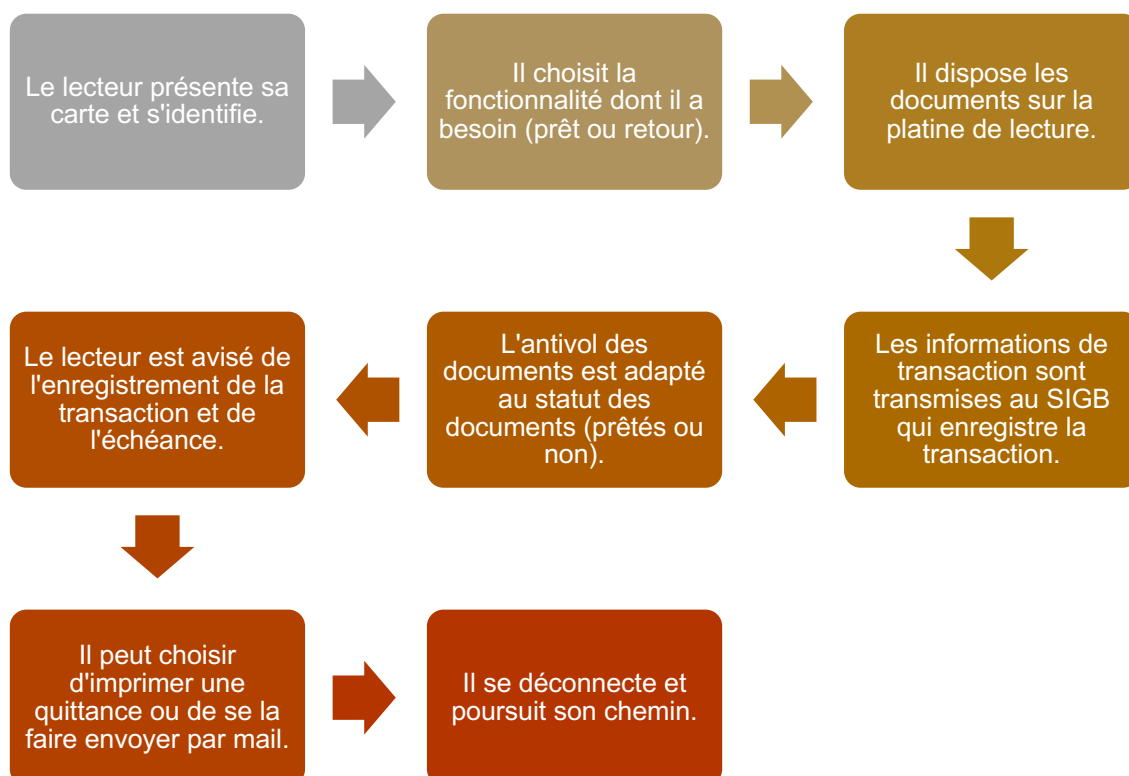 Le lecteur présente sa
carte et s'identifie.
Il choisit la
fonctionnalité dont il a
besoin (prêt ou retour).
Il dispose les
documents sur la
platine de lecture.
Les informations de
transaction sont
transmises au SIGB
qui enregistre la
transaction.
L'antivol des
documents est adapté
au statut des
documents (prêtés ou
non).
Le lecteur est avisé de
l'enregistrement de la
transaction et de
l'échéance.
Il peut choisir
d'imprimer une
quittance ou de se la
faire envoyer par mail.
Il se déconnecte et
poursuit son chemin.